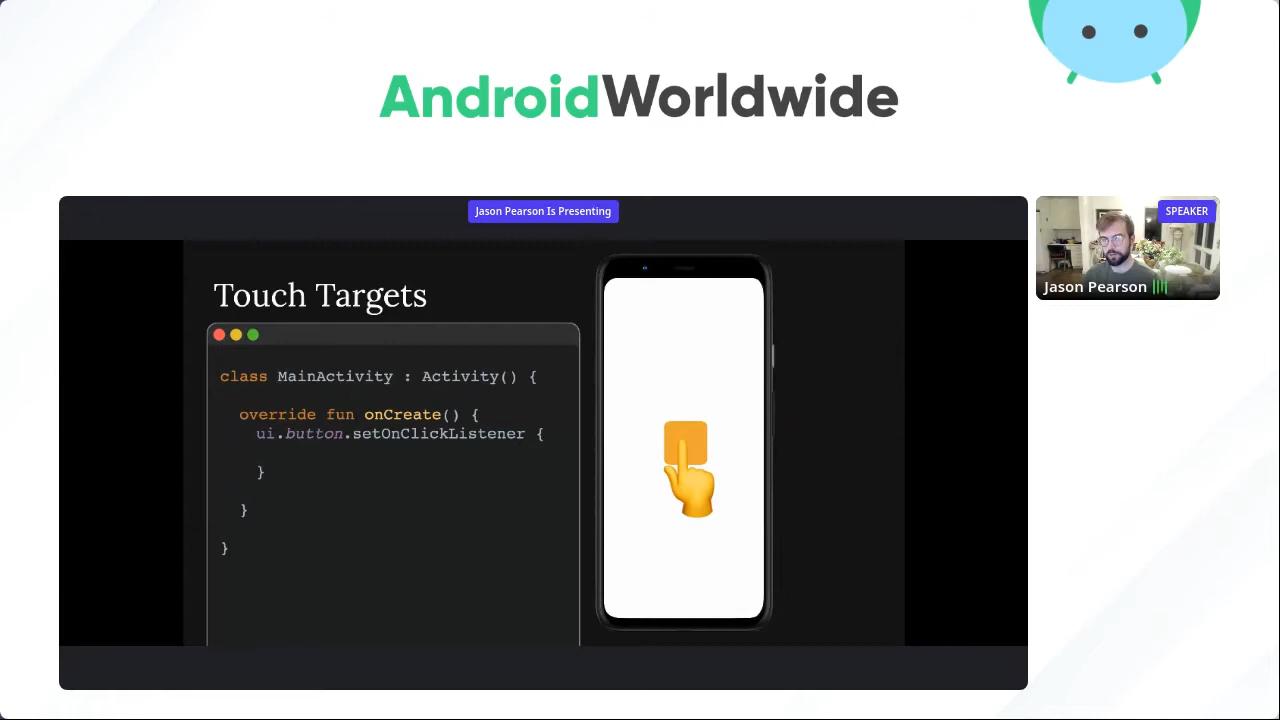 AndroidWorldwide
Jason Pearson Is Presenting
SPEAKER
Jason Pearson
Touch Targets
class MainActivity : Activity() {
override fun onCreate() {
ui.button.setOnClickListener {
}
}
}